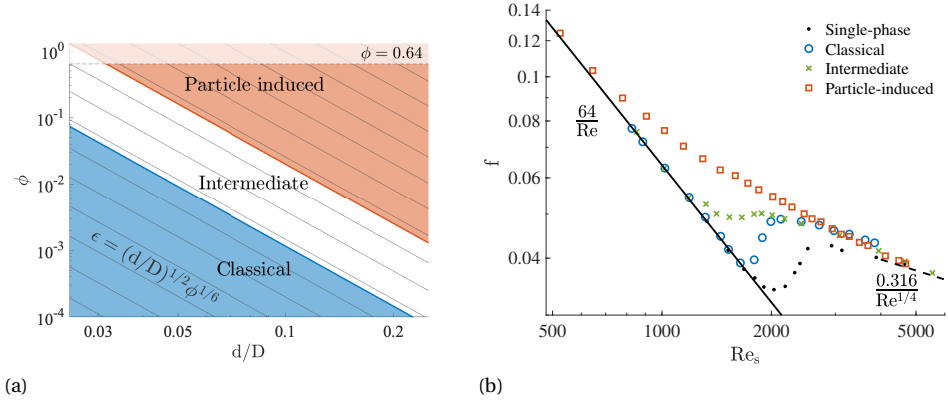 10⁰
10⁻¹
10⁻²
10⁻³
10⁻⁴
ϕ
ϕ = 0.64
Particle induced
Intermediate
Classical
ϵ = (d/D)^{1/2}ϕ^{1/6}
0.03 0.05 0.1 0.2
d/D
(a)
0.14
0.12
0.1
0.08
0.06
0.04
f
Single-phase
Classical
Intermediate
Particle-induced
64
Re
0.316
Re^{1/4}
500 1000 2000 5000
Re_s
(b)